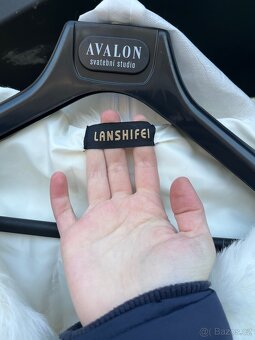 AVALON
svatební studio
LANSHIFEI